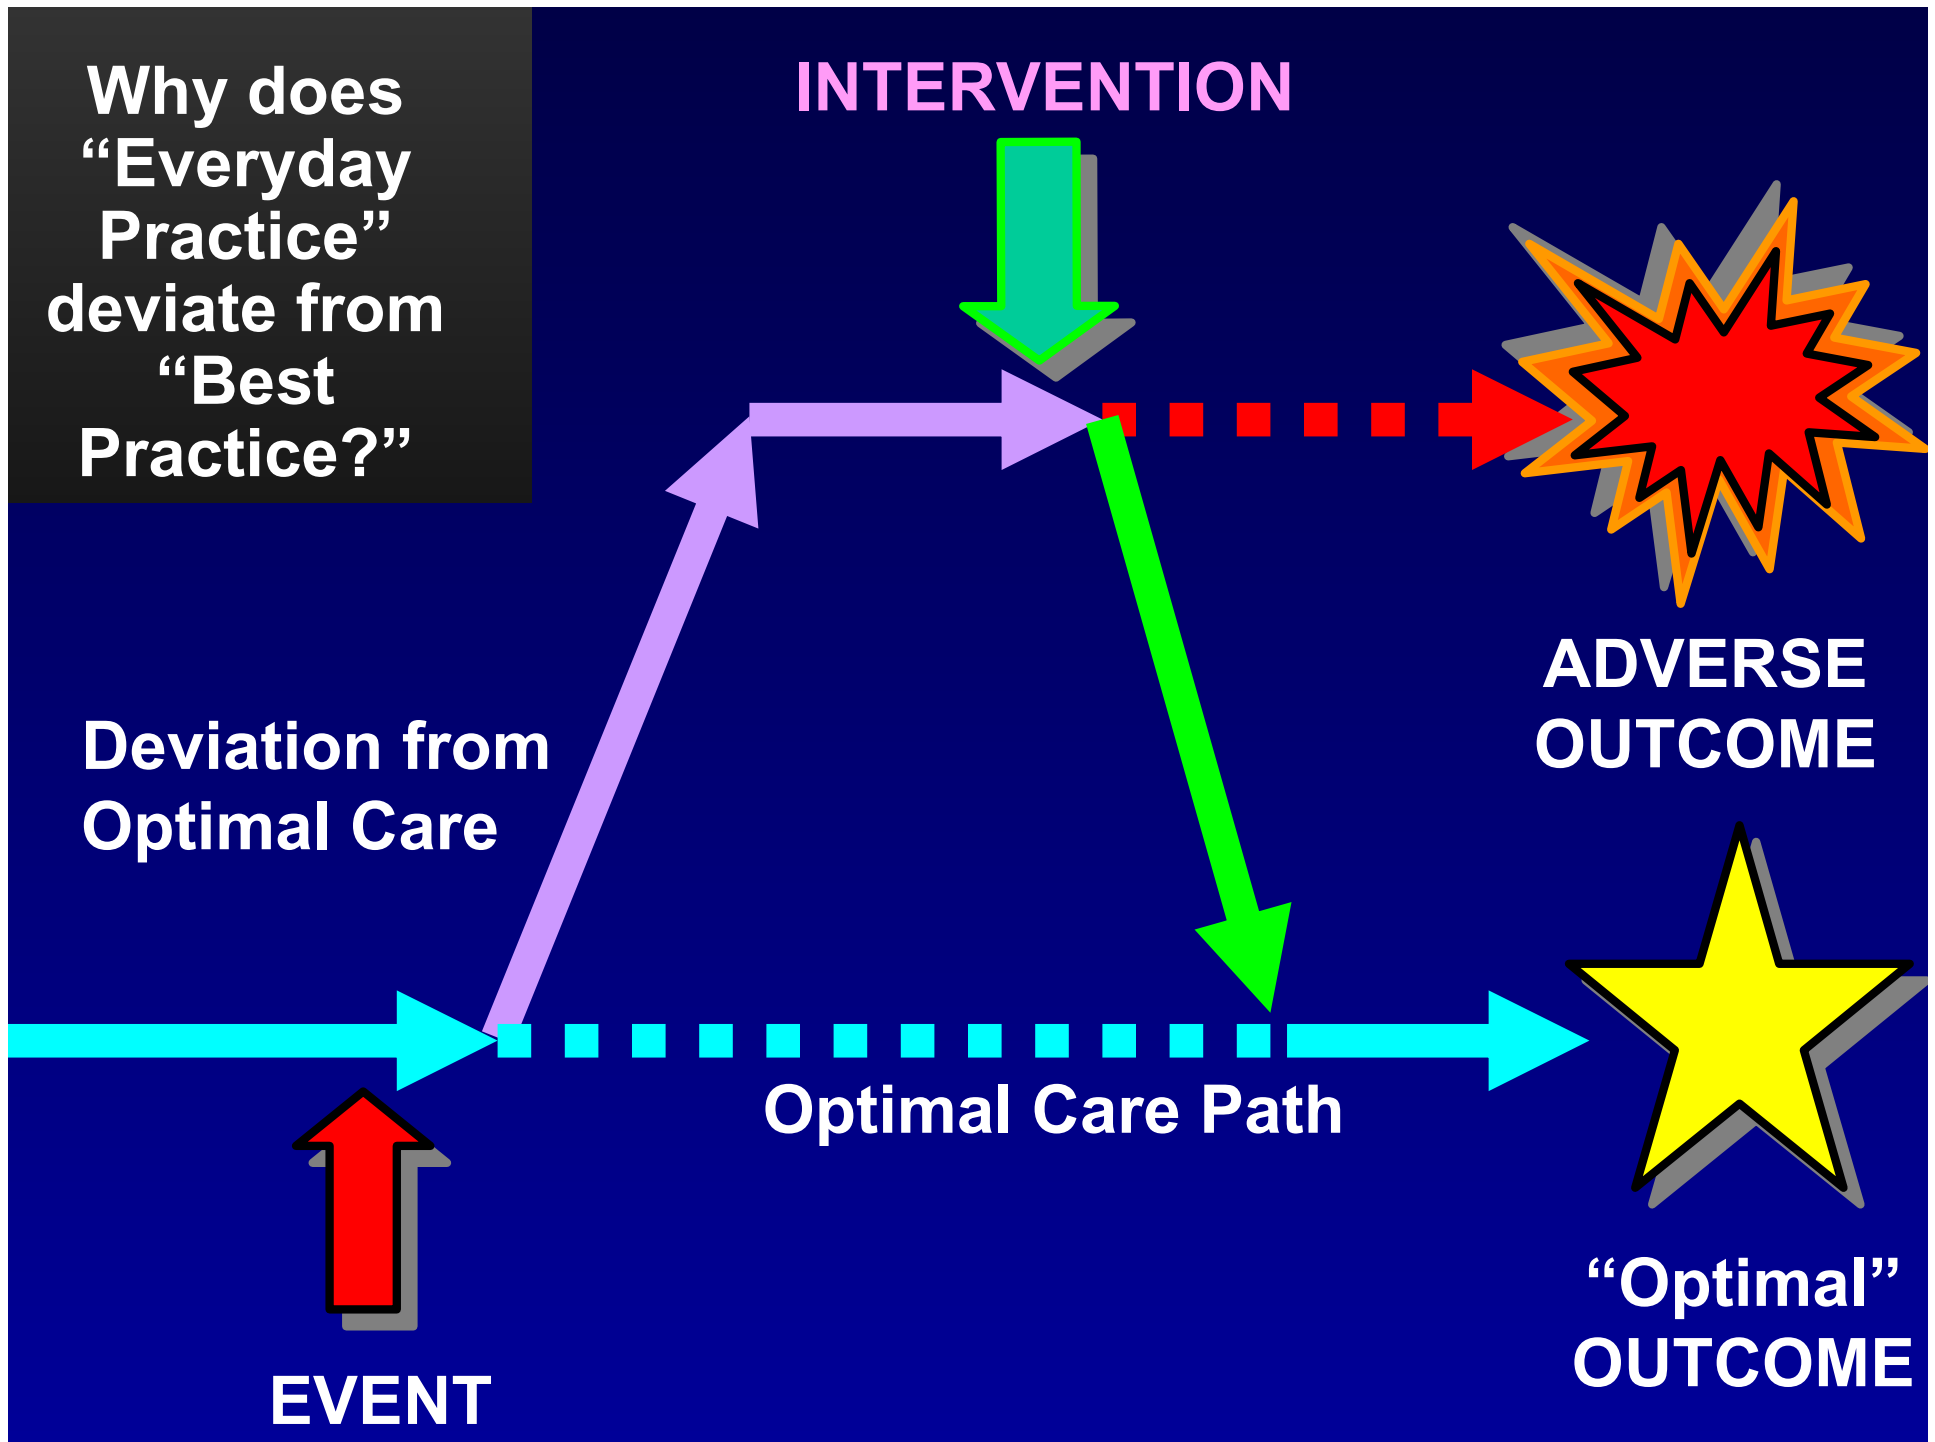 Why does
“Everyday
Practice”
deviate from
“Best
Practice?”
INTERVENTION
ADVERSE
OUTCOME
Deviation from
Optimal Care
Optimal Care Path
“Optimal”
OUTCOME
EVENT